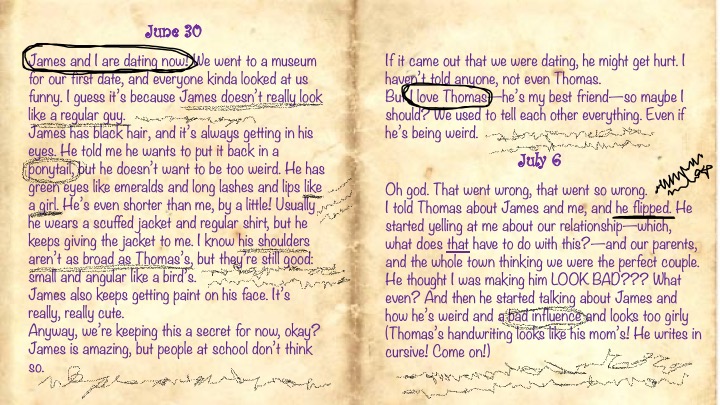 June 30
James and I are dating now! We went to a museum
for our first date, and everyone kinda looked at us
funny. I guess it's because James doesn't really look
like a regular guy.
James has black hair, and it's always getting in his
eyes. He told me he wants to put it back in a
ponytail, but he doesn't want to be too weird. He has
green eyes like emeralds and long lashes and lips like
a girl. He's even shorter than me, by a little! Usually
he wears a scuffed jacket and regular shirt, but he
keeps giving the jacket to me. I know his shoulders
aren't as broad as Thomas's, but they're still good:
small and angular like a bird's.
James also keeps getting paint on his face. It's
really, really cute.
Anyway, we're keeping this a secret for now, okay?
James is amazing, but people at school don't think
so.
If it came out that we were dating, he might get hurt. I
haven't told anyone, not even Thomas.
But I love Thomas—he's my best friend—so maybe I
should? We used to tell each other everything. Even if
he's being weird.
July 6
Oh god. That went wrong, that went so wrong.
I told Thomas about James and me, and he flipped. He
started yelling at me about our relationship—which,
what does that have to do with this?—and our parents,
and the whole town thinking we were the perfect couple.
He thought I was making him LOOK BAD??? What
even? And then he started talking about James and
how he's weird and a bad influence and looks too girly
(Thomas's handwriting looks like his mom's! He writes in
cursive! Come on!)